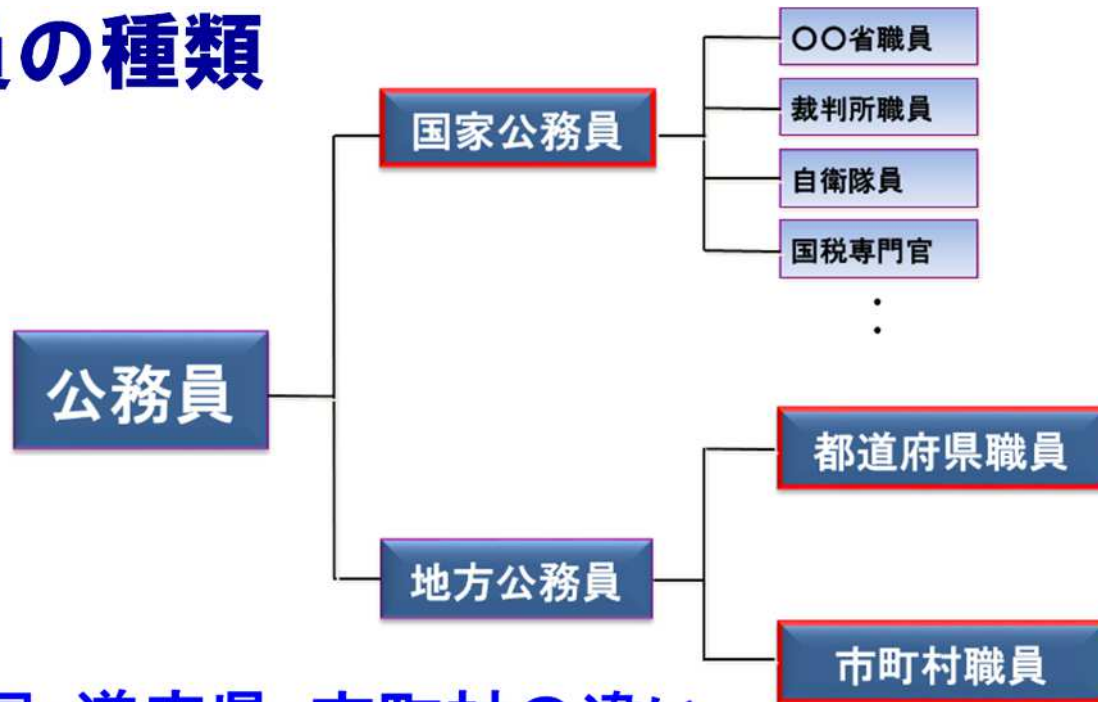 員の種類
国家公務員
〇〇省職員
裁判所職員
自衛隊員
国税専門官
・
・
公務員
地方公務員
都道府県職員
市町村職員